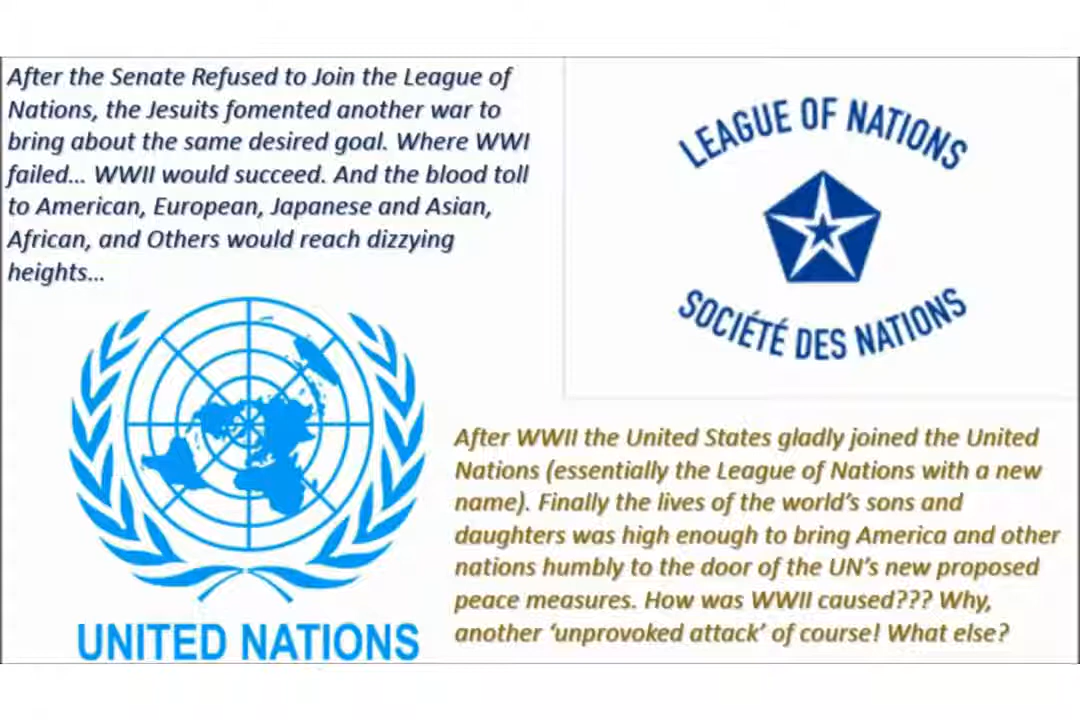 After the Senate Refused to Join the League of
Nations, the Jesuits fomented another war to
bring about the same desired goal. Where WWI
failed... WWII would succeed. And the blood toll
to American, European, Japanese and Asian,
African, and Others would reach dizzying
heights...
LEAGUE OF NATIONS
SOCIÉTÉ DES NATIONS
UNITED NATIONS
After WWII the United States gladly joined the United
Nations (essentially the League of Nations with a new
name). Finally the lives of the world's sons and
daughters was high enough to bring America and other
nations humbly to the door of the UN's new proposed
peace measures. How was WWII caused??? Why,
another 'unprovoked attack' of course! What else?